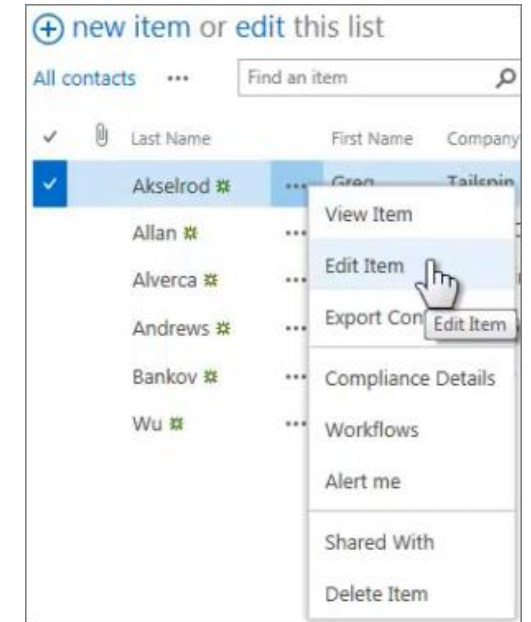 new item or edit this list
All contacts ... Find an item
Last Name First Name Company
Akselrod ... Greg Tailspin
Allan ...
Alverca ...
Andrews ...
Bankov ...
Wu ...
View Item
Edit Item
Export Con
Edit Item
Compliance Details
Workflows
Alert me
Shared With
Delete Item